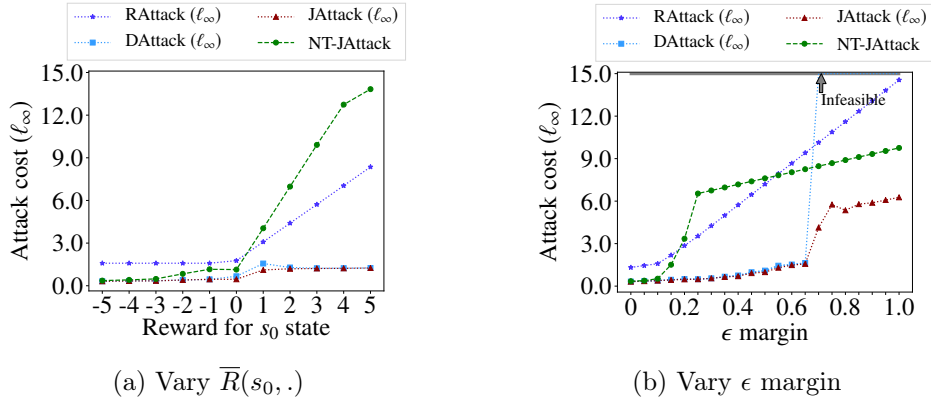 RAttack (ℓ∞) JAttack (ℓ∞)
DAttack (ℓ∞) NT-JAttack
15.0
12.0
9.0
6.0
3.0
0.0
Attack cost (ℓ∞)
-5 -4 -3 -2 -1 0 1 2 3 4 5
Reward for s₀ state
(a) Vary R̅(s₀, .)
RAttack (ℓ∞) JAttack (ℓ∞)
DAttack (ℓ∞) NT-JAttack
15.0
12.0
9.0
6.0
3.0
0.0
Attack cost (ℓ∞)
Infeasible
0 0.2 0.4 0.6 0.8 1.0
ϵ margin
(b) Vary ϵ margin